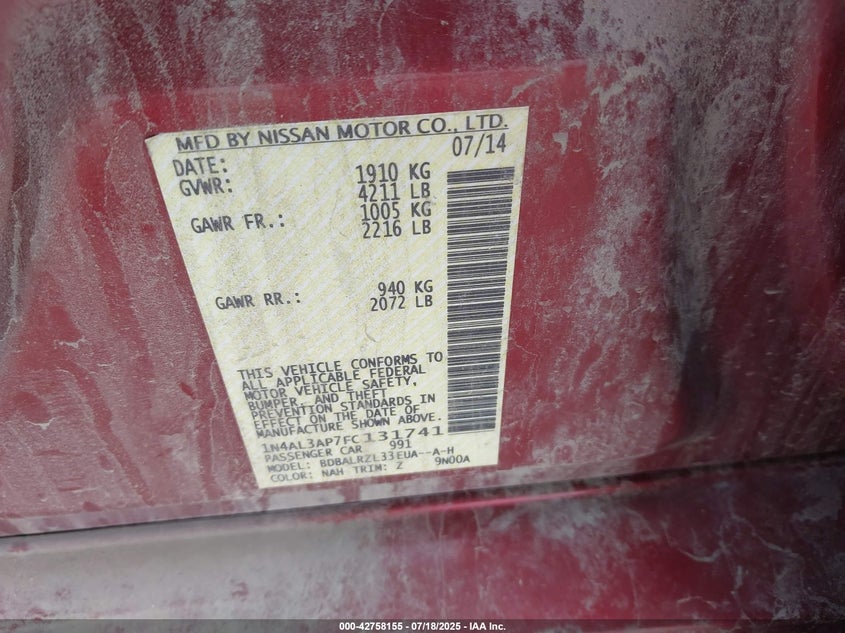 MFD BY NISSAN MOTOR CO., LTD.
DATE: 07/14
GVWR: 1910 KG
4211 LB
GAWR FR.: 1005 KG
2216 LB
GAWR RR.: 940 KG
2072 LB
THIS VEHICLE CONFORMS TO
ALL APPLICABLE FEDERAL
MOTOR VEHICLE SAFETY,
BUMPER, AND THEFT
PREVENTION STANDARDS IN
EFFECT ON THE DATE OF
MANUFACTURE SHOWN ABOVE.
1N4AL3AP7FC131741
PASSENGER CAR 991
MODEL: BDBALRZL33EUA--A-H
COLOR: NAH TRIM: Z 9N00A
000-42758155 - 07/18/2025 - IAA Inc.